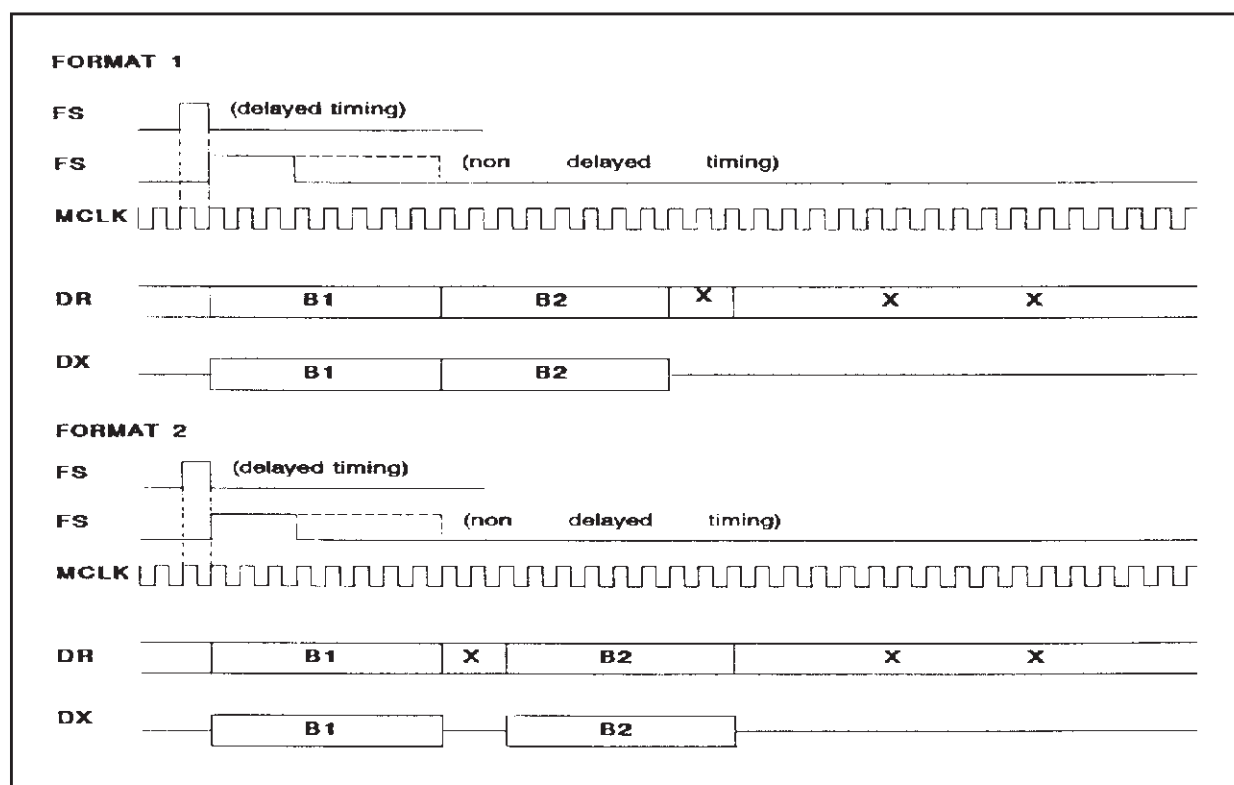 FORMAT 1
FS (delayed timing)
FS (non delayed timing)
MCLK
DR B1 B2 X X X
DX B1 B2
FORMAT 2
FS (delayed timing)
FS (non delayed timing)
MCLK
DR B1 X B2 X X
DX B1 B2